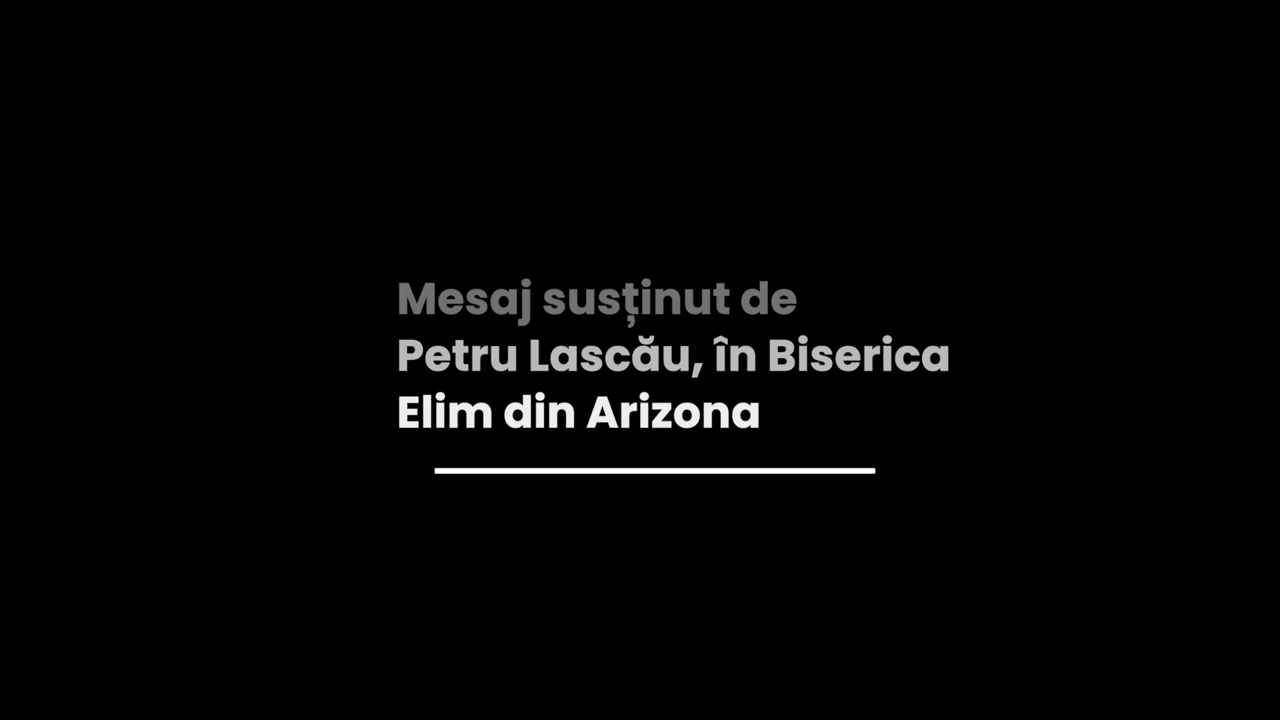 Mesaj susținut de
Petru Lascău, în Biserica
Elim din Arizona